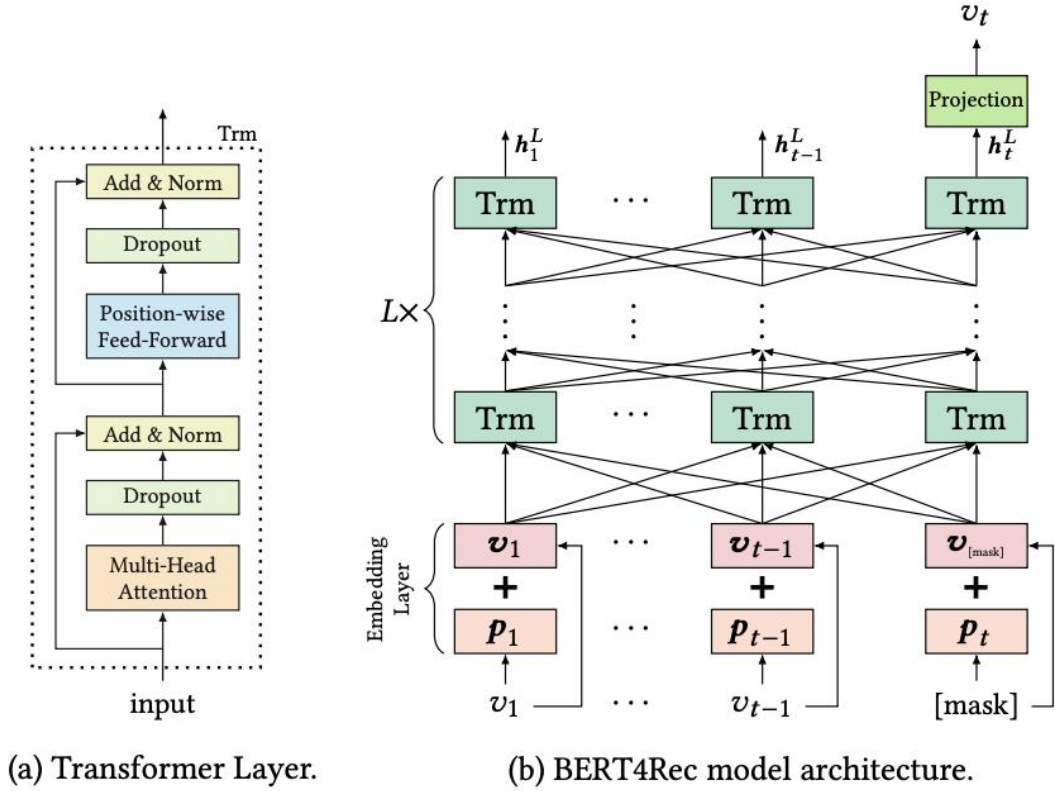 Trm
Add & Norm
Dropout
Position-wise
Feed-Forward
Add & Norm
Dropout
Multi-Head
Attention
input
(a) Transformer Layer.
v_t
Projection
h_1^L h_{t-1}^L h_t^L
Trm ... Trm Trm
L×
Trm ... Trm Trm
Embedding
Layer
v_1 ... v_{t-1} v_[mask]
+ + +
p_1 ... p_{t-1} p_t
v_1 ... v_{t-1} [mask]
(b) BERT4Rec model architecture.